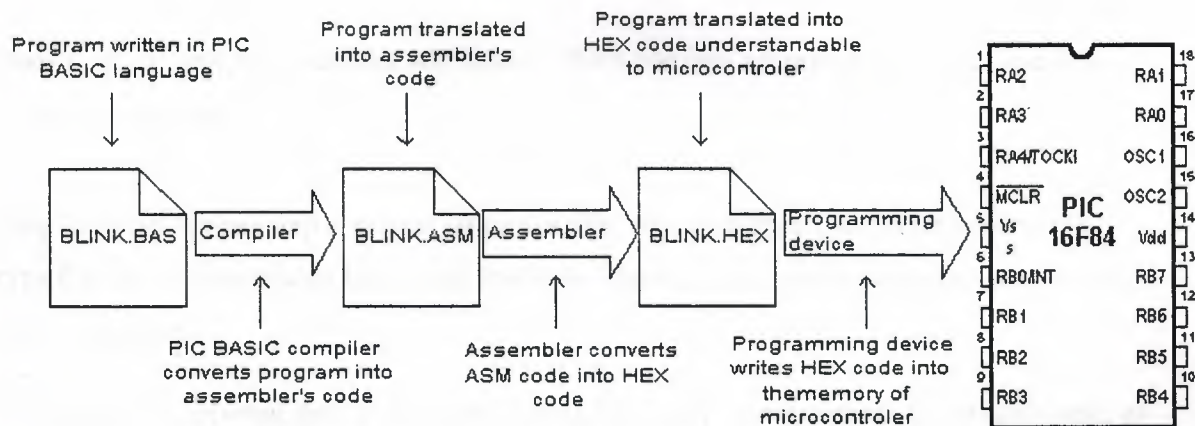 Program written in PIC
BASIC language
Program translated
into assembler's
code
Program translated into
HEX code understandable
to microcontroler
BLINK.BAS
Compiler
BLINK.ASM
Assembler
BLINK.HEX
Programming
device
PIC BASIC compiler
converts program into
assembler's code
Assembler converts
ASM code into HEX
code
Programming device
writes HEX code into
thememory of
microcontroler
PIC
16F84
1 RA2
2 RA3
3 RA4/TOCKI
4 MCLR
5 Vs
s
6 RB0/INT
7 RB1
8 RB2
9 RB3
18 RA1
17 RA0
16 OSC1
15 OSC2
14 Vdd
13 RB7
12 RB6
11 RB5
10 RB4